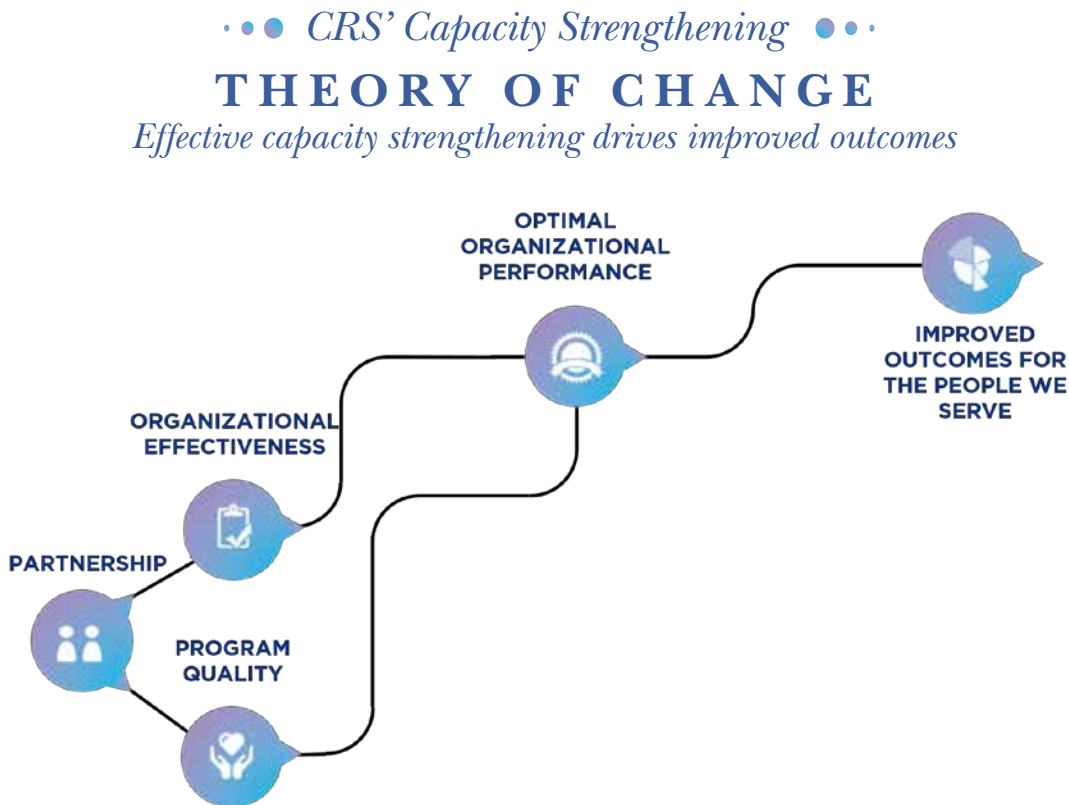 CRS’ Capacity Strengthening
THEORY OF CHANGE
Effective capacity strengthening drives improved outcomes
OPTIMAL
ORGANIZATIONAL
PERFORMANCE
IMPROVED
OUTCOMES FOR
THE PEOPLE WE
SERVE
ORGANIZATIONAL
EFFECTIVENESS
PARTNERSHIP
PROGRAM
QUALITY